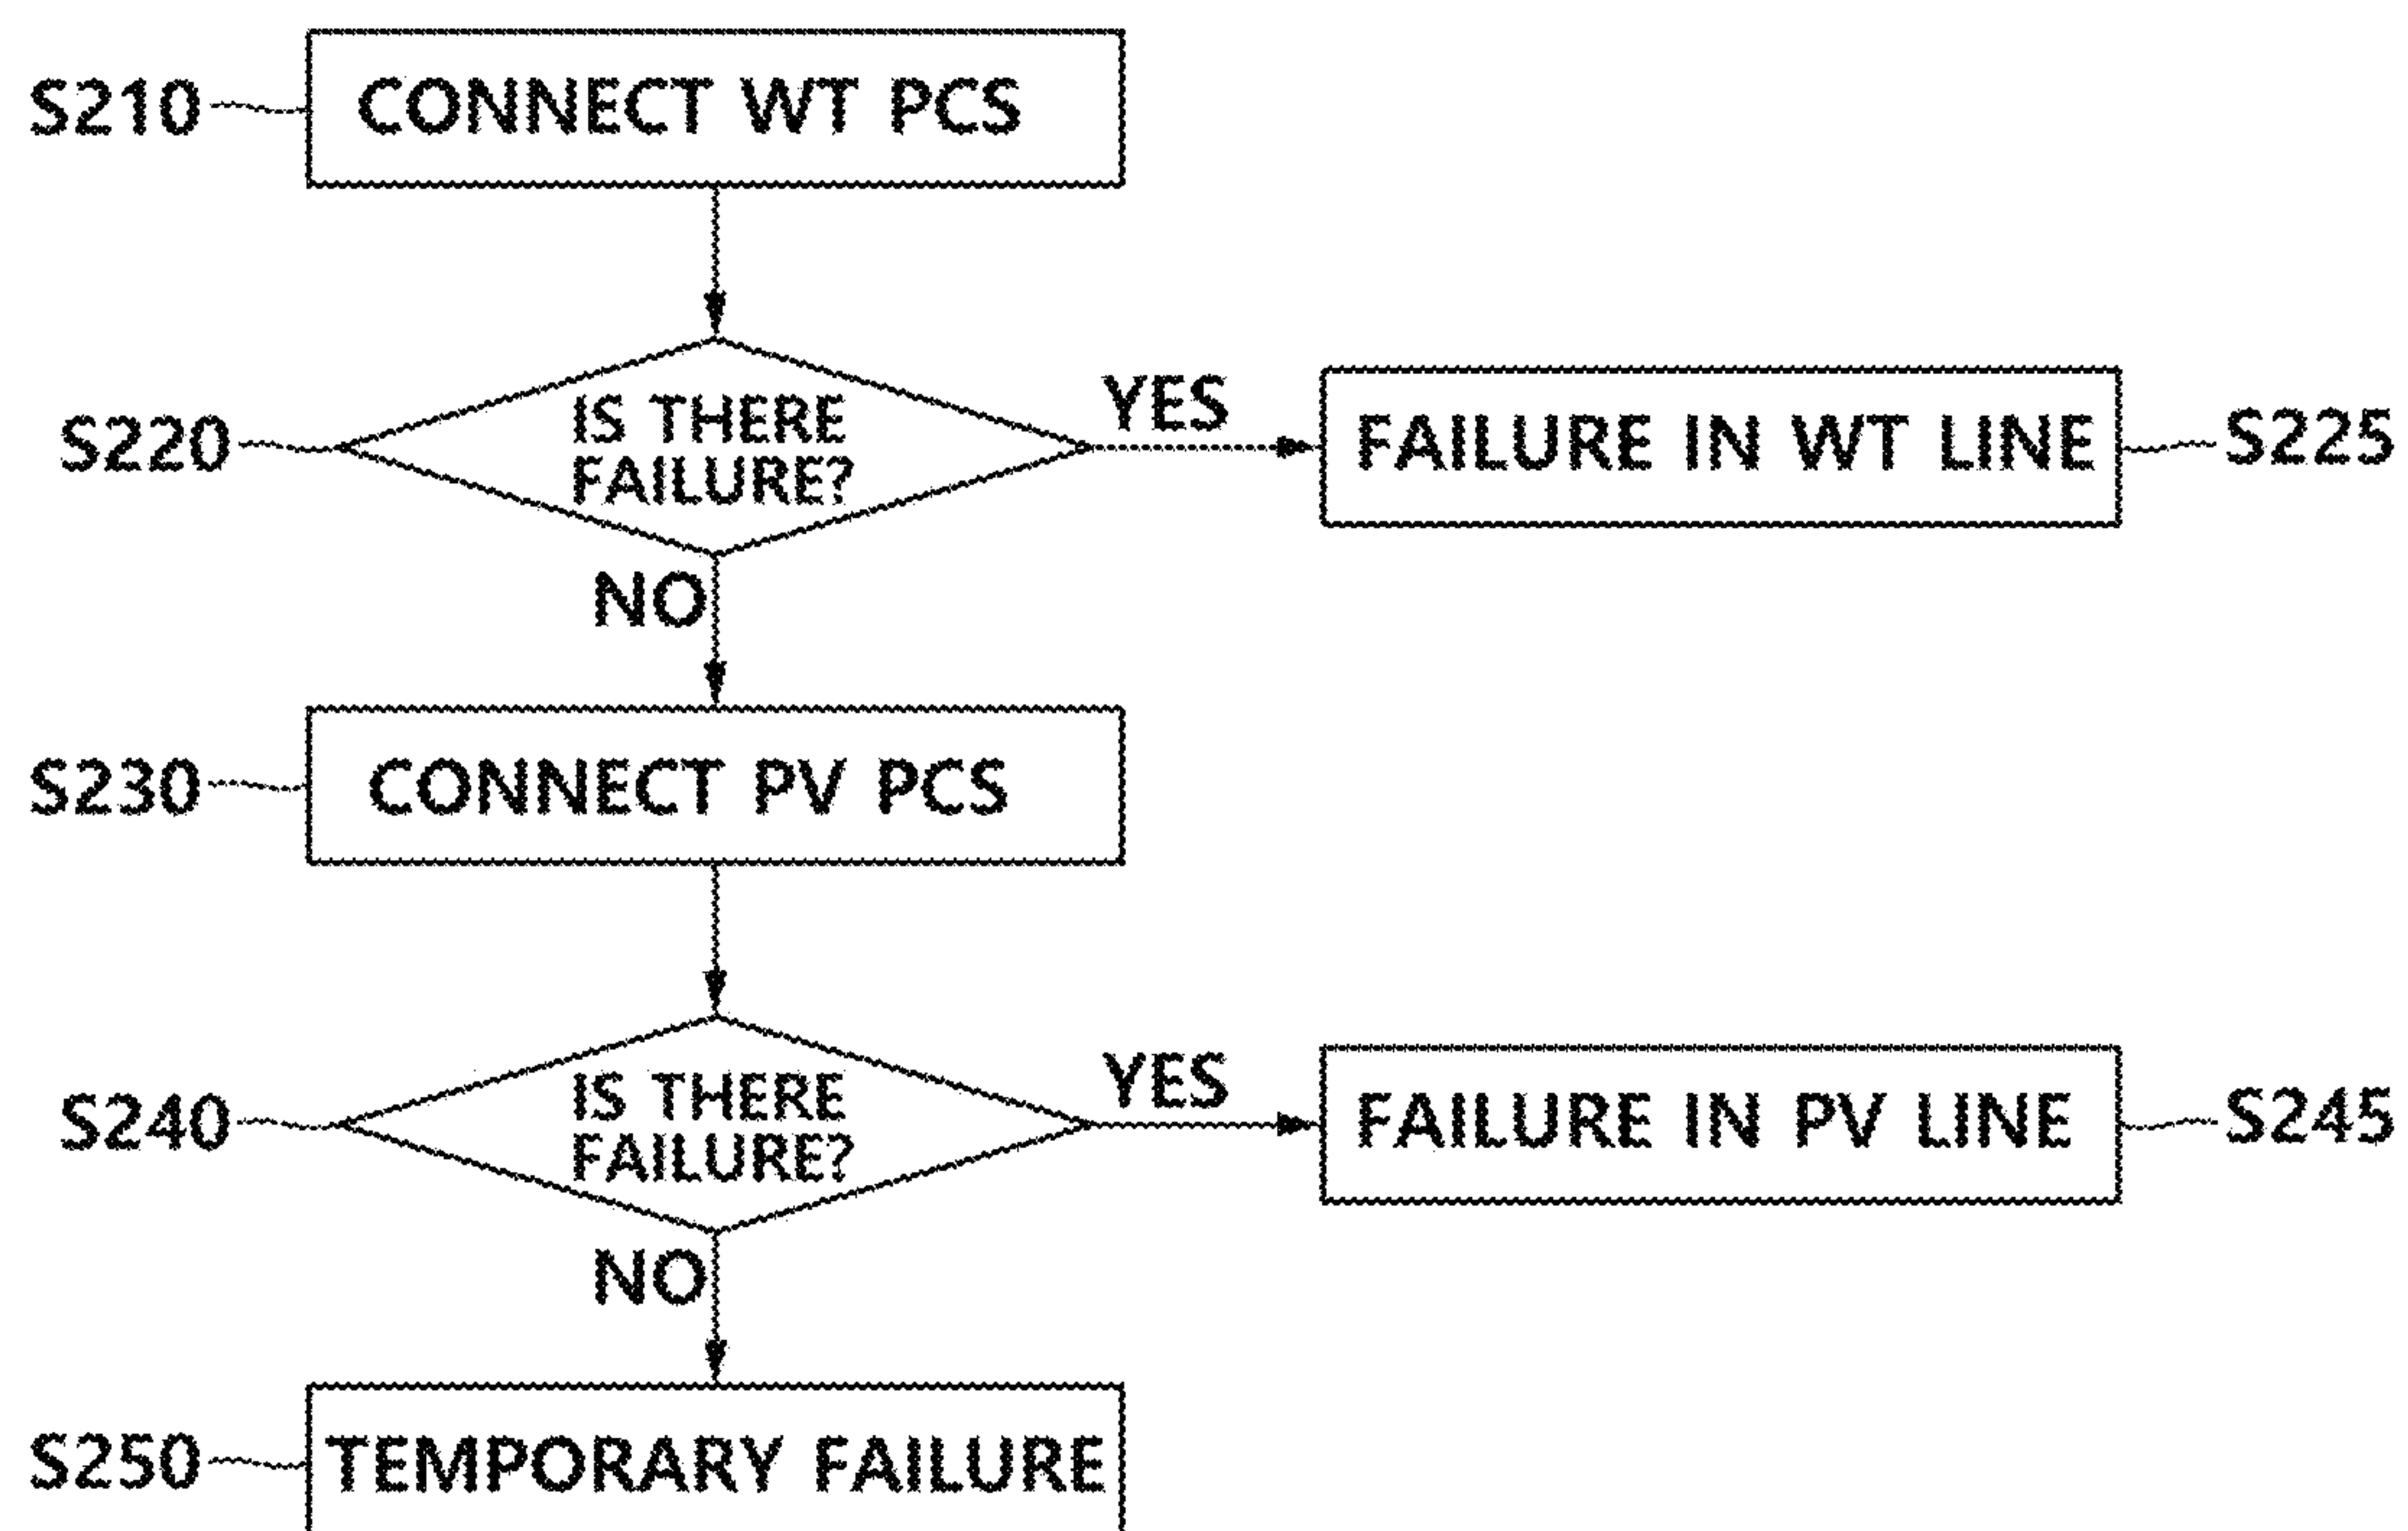 S210 CONNECT WT PCS
S220 IS THERE
FAILURE? YES FAILURE IN WT LINE S225
NO
S230 CONNECT PV PCS
S240 IS THERE
FAILURE? YES FAILURE IN PV LINE S245
NO
S250 TEMPORARY FAILURE